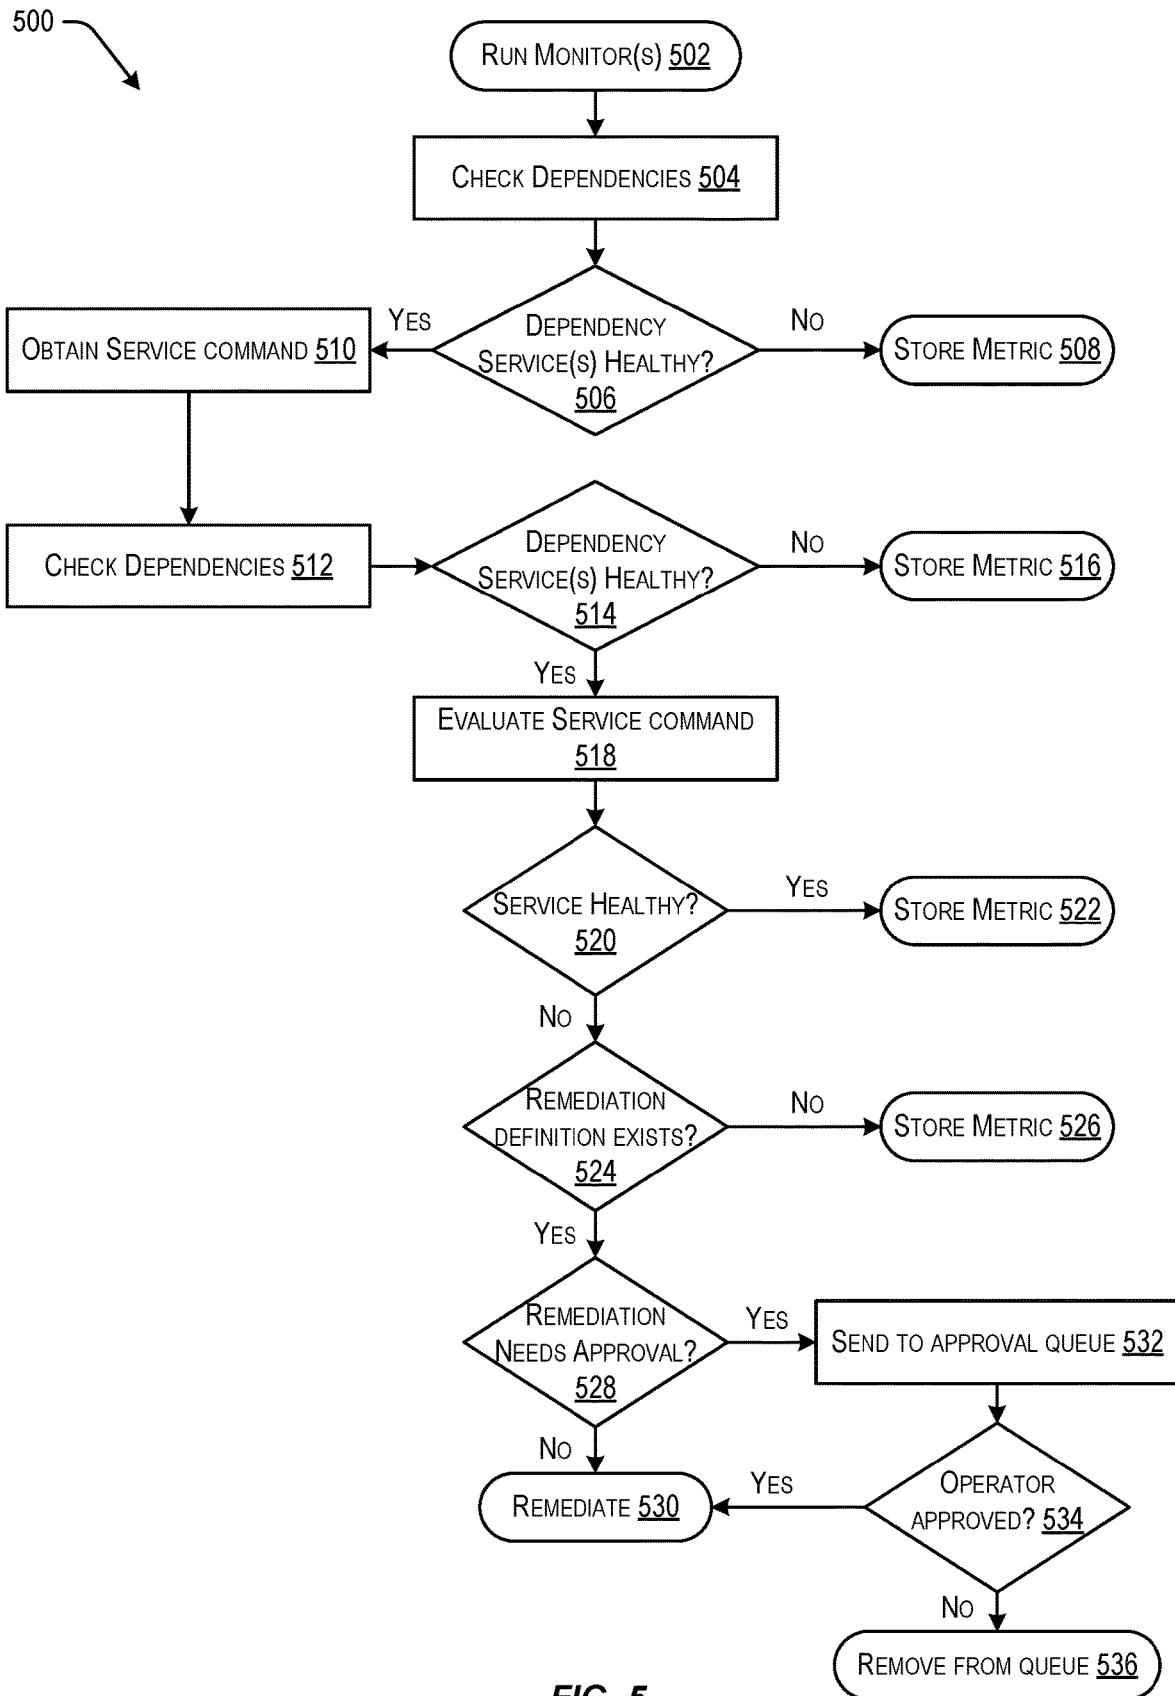 500
RUN MONITOR(S) 502
CHECK DEPENDENCIES 504
DEPENDENCY
SERVICE(S) HEALTHY?
506
YES
NO
OBTAIN SERVICE COMMAND 510
STORE METRIC 508
CHECK DEPENDENCIES 512
DEPENDENCY
SERVICE(S) HEALTHY?
514
NO
STORE METRIC 516
YES
EVALUATE SERVICE COMMAND
518
SERVICE HEALTHY?
520
YES
STORE METRIC 522
NO
REMEDIATION
DEFINITION EXISTS?
524
NO
STORE METRIC 526
YES
REMEDIATION
NEEDS APPROVAL?
528
YES
SEND TO APPROVAL QUEUE 532
NO
REMEDIATE 530
YES
OPERATOR
APPROVED? 534
NO
REMOVE FROM QUEUE 536
FIG. 5